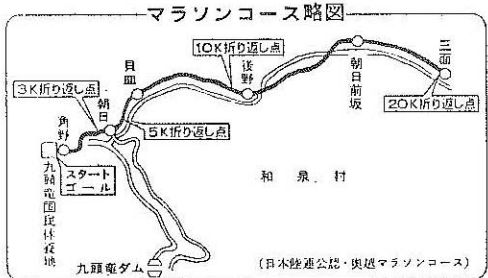 マラソンコース略図
10K折り返し点
三面
貝皿
後野
朝日前坂
3K折り返し点
朝日
20K折り返し点
角野
5K折り返し点
スタート
ゴール
九頭竜国民休養地
和泉村
九頭竜ダム
(日本陸連公認・奥越マラソンコース)